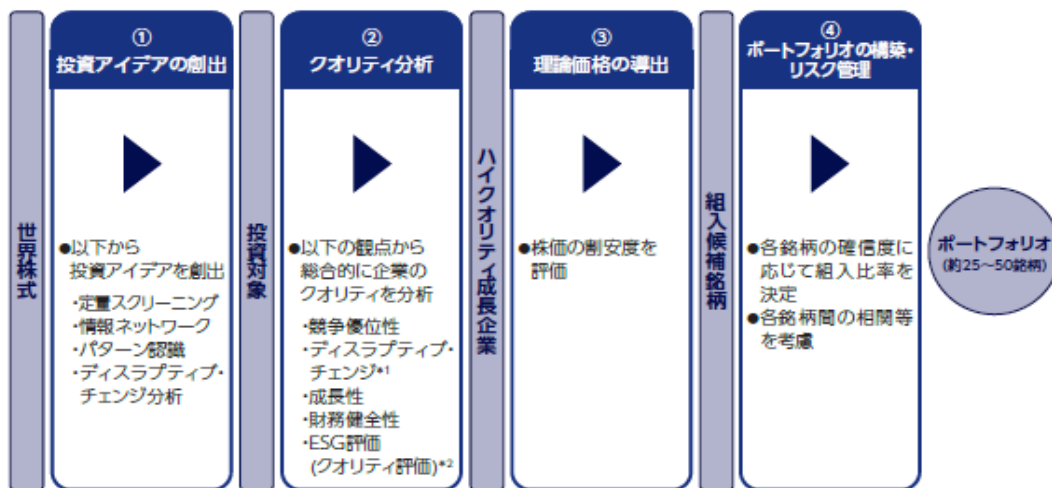 世界株式
①
投資アイデアの創出
●以下から
投資アイデアを創出
・定量スクリーニング
・情報ネットワーク
・パターン認識
・ディスラプティブ・
チェンジ分析
投資対象
②
クオリティ分析
●以下の観点から
総合的に企業の
クオリティを分析
・競争優位性
・ディスラプティブ・
チェンジ*1
・成長性
・財務健全性
・ESG評価
(クオリティ評価)*2
ハイクオリティ成長企業
③
理論価格の導出
●株価の割安度を
評価
組入候補銘柄
④
ポートフォリオの構築・
リスク管理
●各銘柄の確信度に
応じて組入比率を
決定
●各銘柄間の相関等
を考慮
ポートフォリオ
(約25～50銘柄)